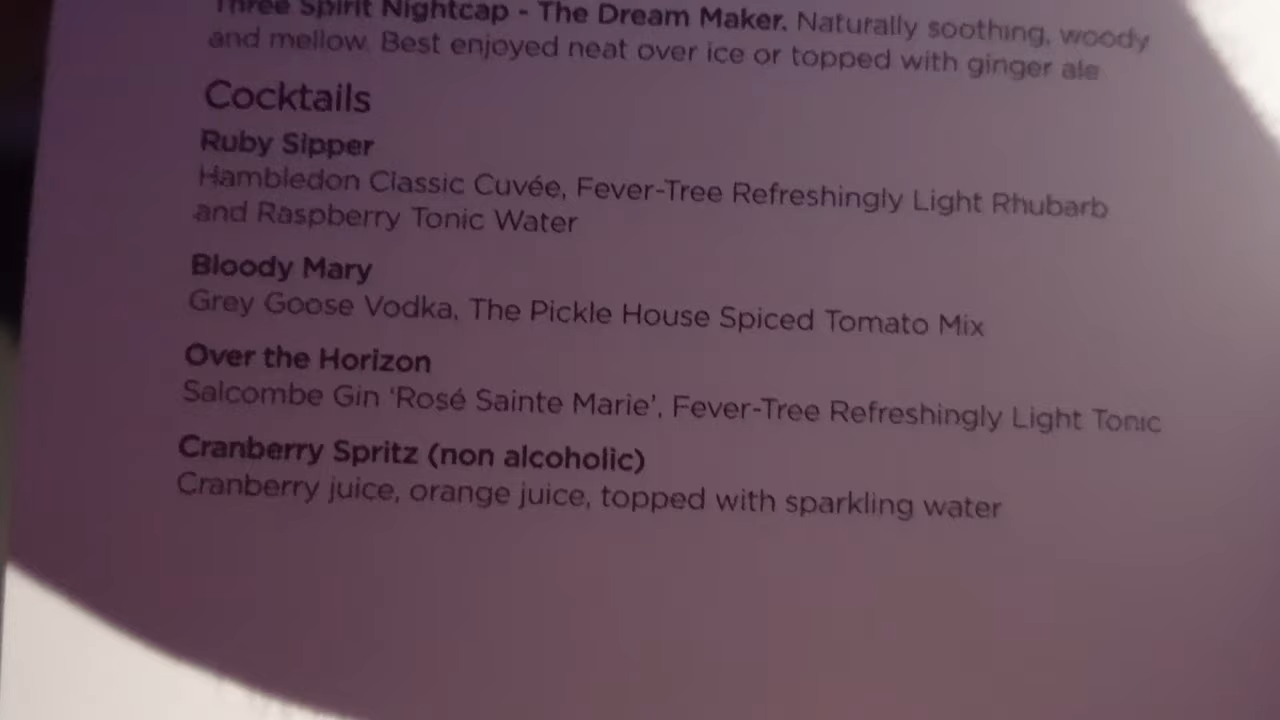 Three Spirit Nightcap - The Dream Maker. Naturally soothing, woody
and mellow. Best enjoyed neat over ice or topped with ginger ale
Cocktails
Ruby Sipper
Hambledon Classic Cuvée, Fever-Tree Refreshingly Light Rhubarb
and Raspberry Tonic Water
Bloody Mary
Grey Goose Vodka, The Pickle House Spiced Tomato Mix
Over the Horizon
Salcombe Gin ‘Rosé Sainte Marie’, Fever-Tree Refreshingly Light Tonic
Cranberry Spritz (non alcoholic)
Cranberry juice, orange juice, topped with sparkling water